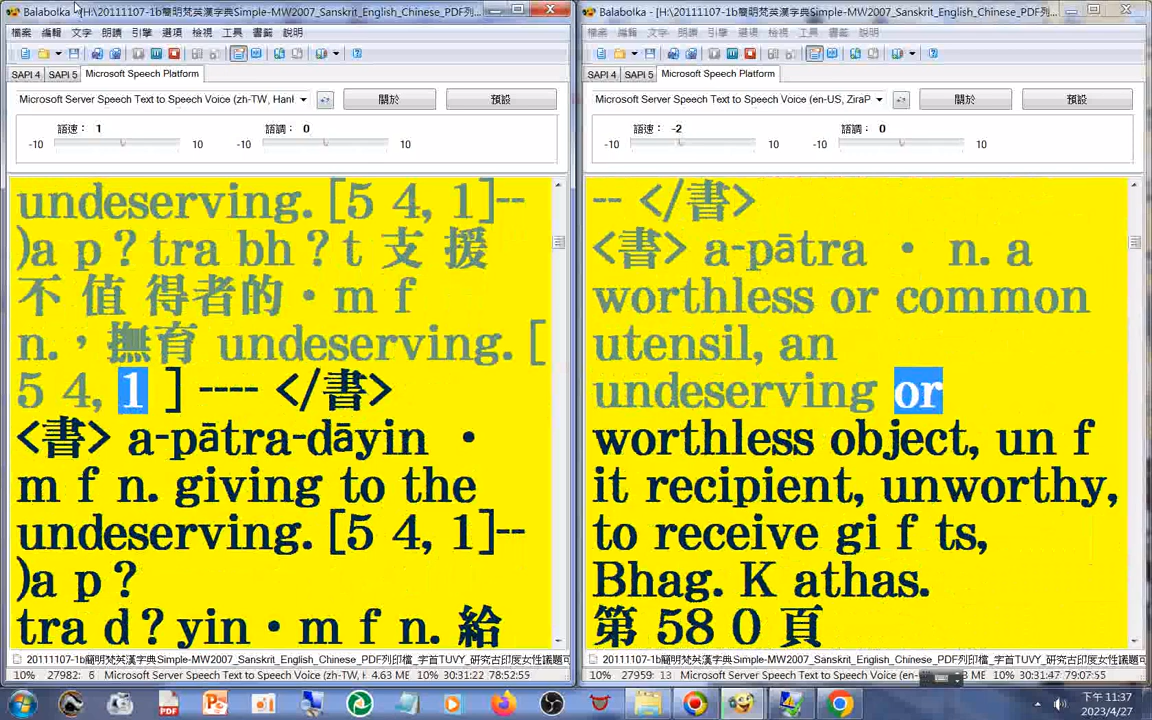 Balabolka - [H:\20111107-1b簡明梵英漢字典Simple-MW2007_Sanskrit_English_Chinese_PDF列...
檔案 編輯 文字 朗讀 引擎 選項 檢視 工具 書籤 說明
SAPI 4 SAPI 5 Microsoft Speech Platform
Microsoft Server Speech Text to Speech Voice (zh-TW, Hanl 關於 預設
語速： 1 語調： 0
-10 10 -10 10
undeserving. [5 4, 1]--
)a p？tra bh？t 支 援
不 值 得者的・m f
n.，撫育 undeserving. [
5 4, 1 ] ---- </書>
<書> a-pātra-dāyin ・
m f n. giving to the
undeserving. [5 4, 1]--
)a p？
tra d？yin・m f n. 給
20111107-1b簡明梵英漢字典Simple-MW2007_Sanskrit_English_Chinese_PDF列印檔_字首TUVY_研究古印度女性議題可
10% 27982: 6 Microsoft Server Speech Text to Speech Voice (zh-TW, H 4.63 ME 30:31:22 78:52:55
Balabolka - [H:\20111107-1b簡明梵英漢字典Simple-MW2007_Sanskrit_English_Chinese_PDF列印...
檔案 編輯 文字 朗讀 引擎 選項 檢視 工具 書籤 說明
SAPI 4 SAPI 5 Microsoft Speech Platform
Microsoft Server Speech Text to Speech Voice (en-US, ZiraP 關於 預設
語速： -2 語調： 0
-10 10 -10 10
-- </書>
<書> a-pātra ・ n. a
worthless or common
utensil, an
undeserving or
worthless object, un f
it recipient, unworthy,
to receive gi f ts,
Bhag. K athas.
第 58 0 頁
20111107-1b簡明梵英漢字典Simple-MW2007_Sanskrit_English_Chinese_PDF列印檔_字首TUVY_研究古印度女性議題可
10% 27959: 13 Microsoft Server Speech Text to Speech Voice ME 30:31:47 79:07:55
下午 11:37
2023/4/27